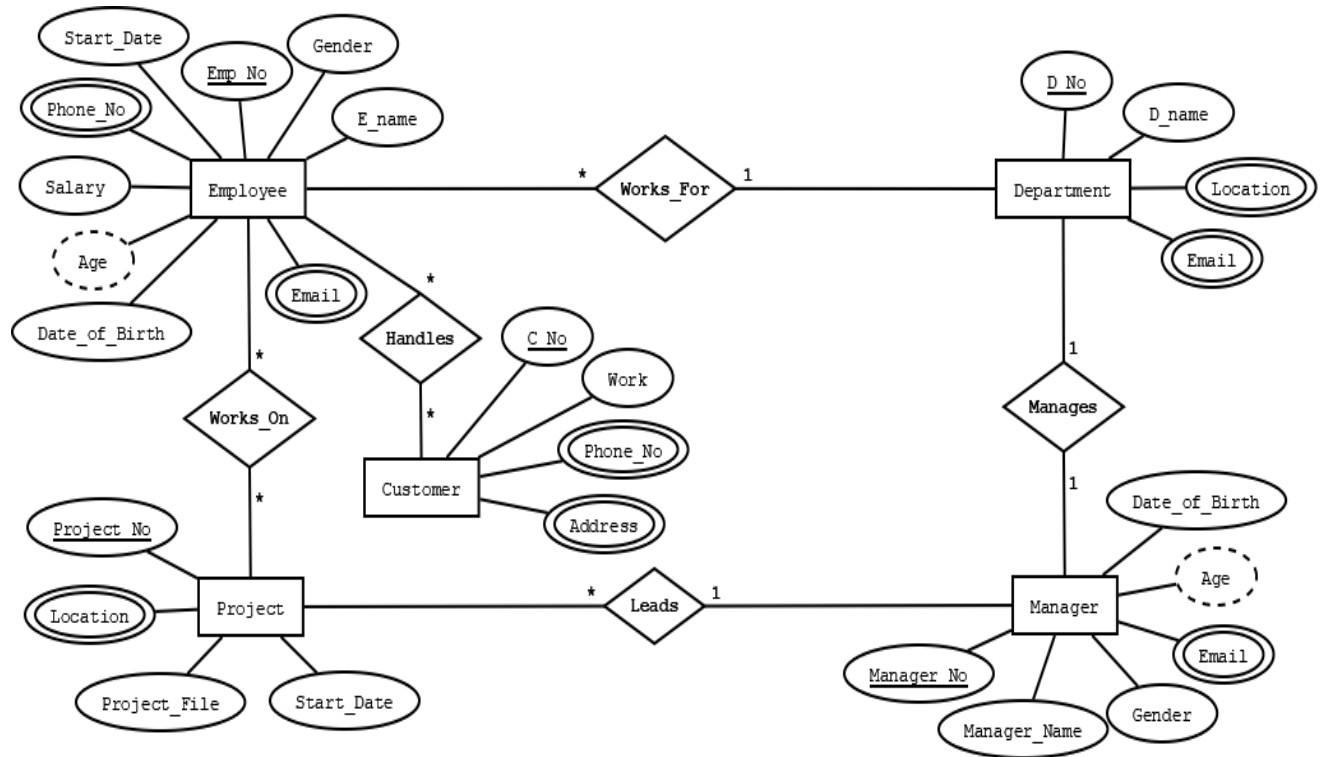 Start_Date
Emp_No
Gender
Phone_No
E_name
Salary
Employee
Age
Date_of_Birth
Email
*
Works_For
1
D_No
D_name
Department
Location
Email
*
Handles
*
C_No
Work
Phone_No
Address
Customer
*
Works_On
*
1
Manages
1
Project_No
Location
Project
Project_File
Start_Date
*
Leads
1
Date_of_Birth
Age
Manager
Email
Manager_No
Manager_Name
Gender